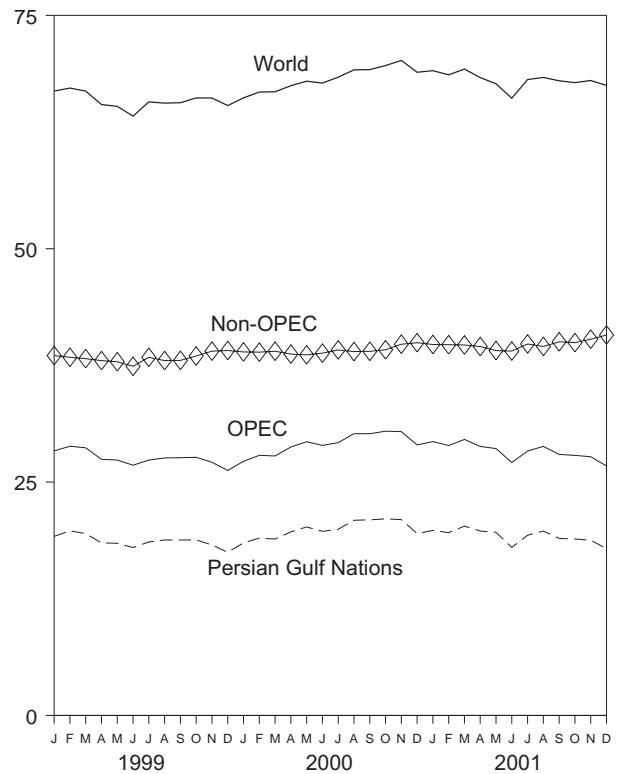 75
World
50
Non-OPEC
OPEC
25
Persian Gulf Nations
0
J F M A M J J A S O N D J F M A M J J A S O N D J F M A M J J A S O N D
1999 2000 2001